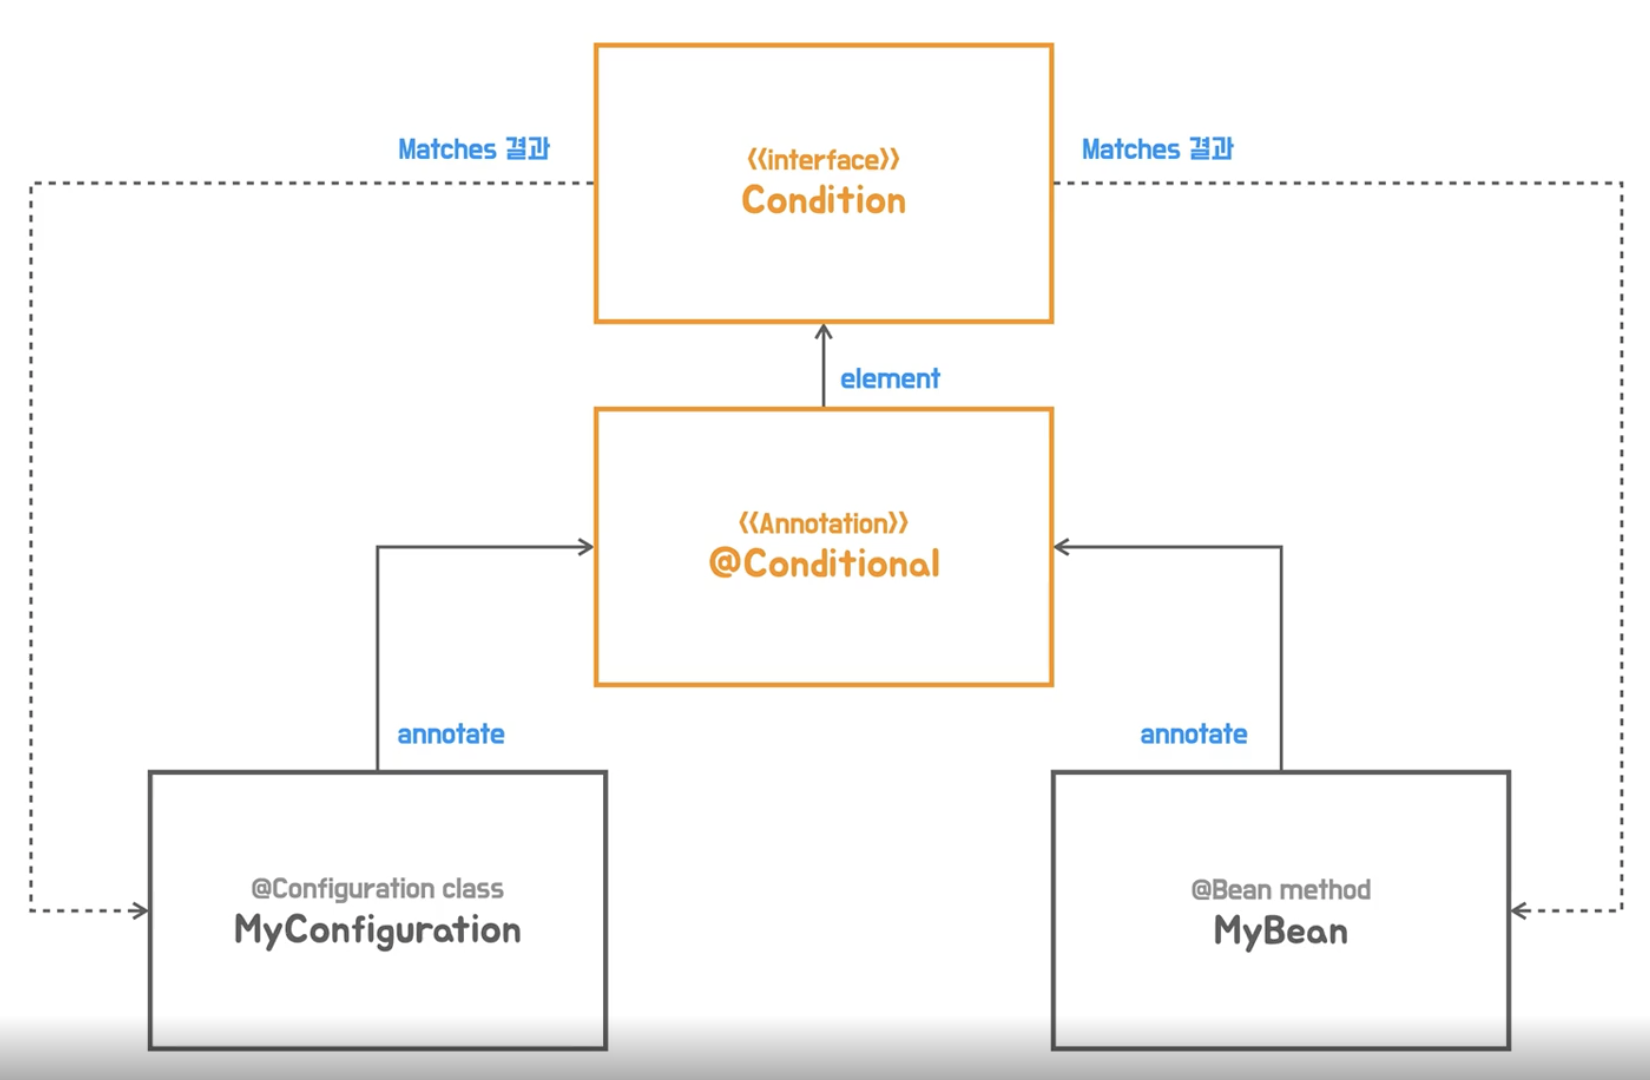 Matches 결과
Matches 결과
<<interface>>
Condition
element
<<Annotation>>
@Conditional
annotate
annotate
@Configuration class
MyConfiguration
@Bean method
MyBean